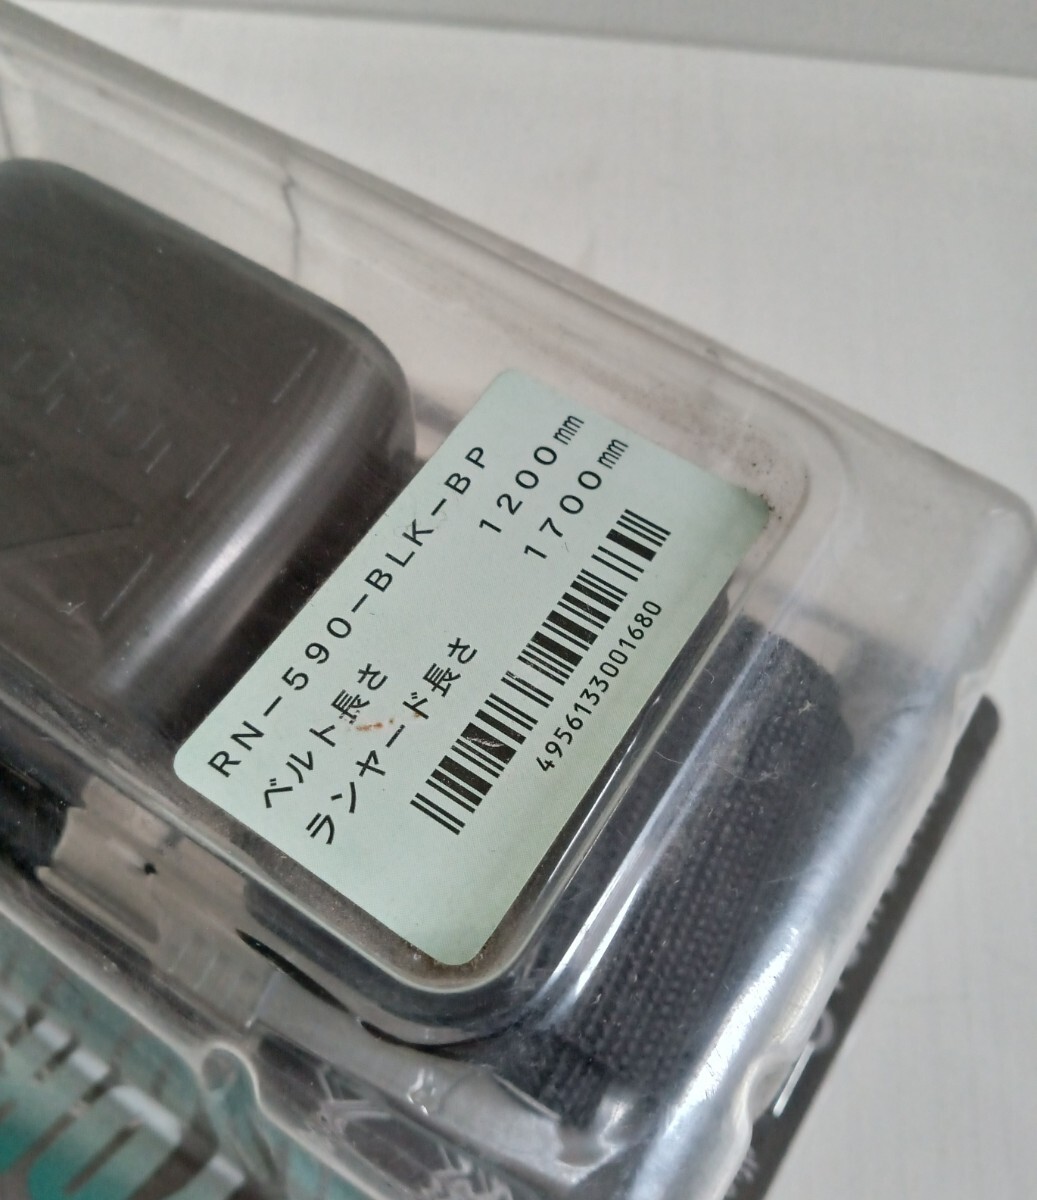 RN-590-BLK-BP
ベルト長さ 1200mm
ランヤード長さ 1700mm
4956133001680